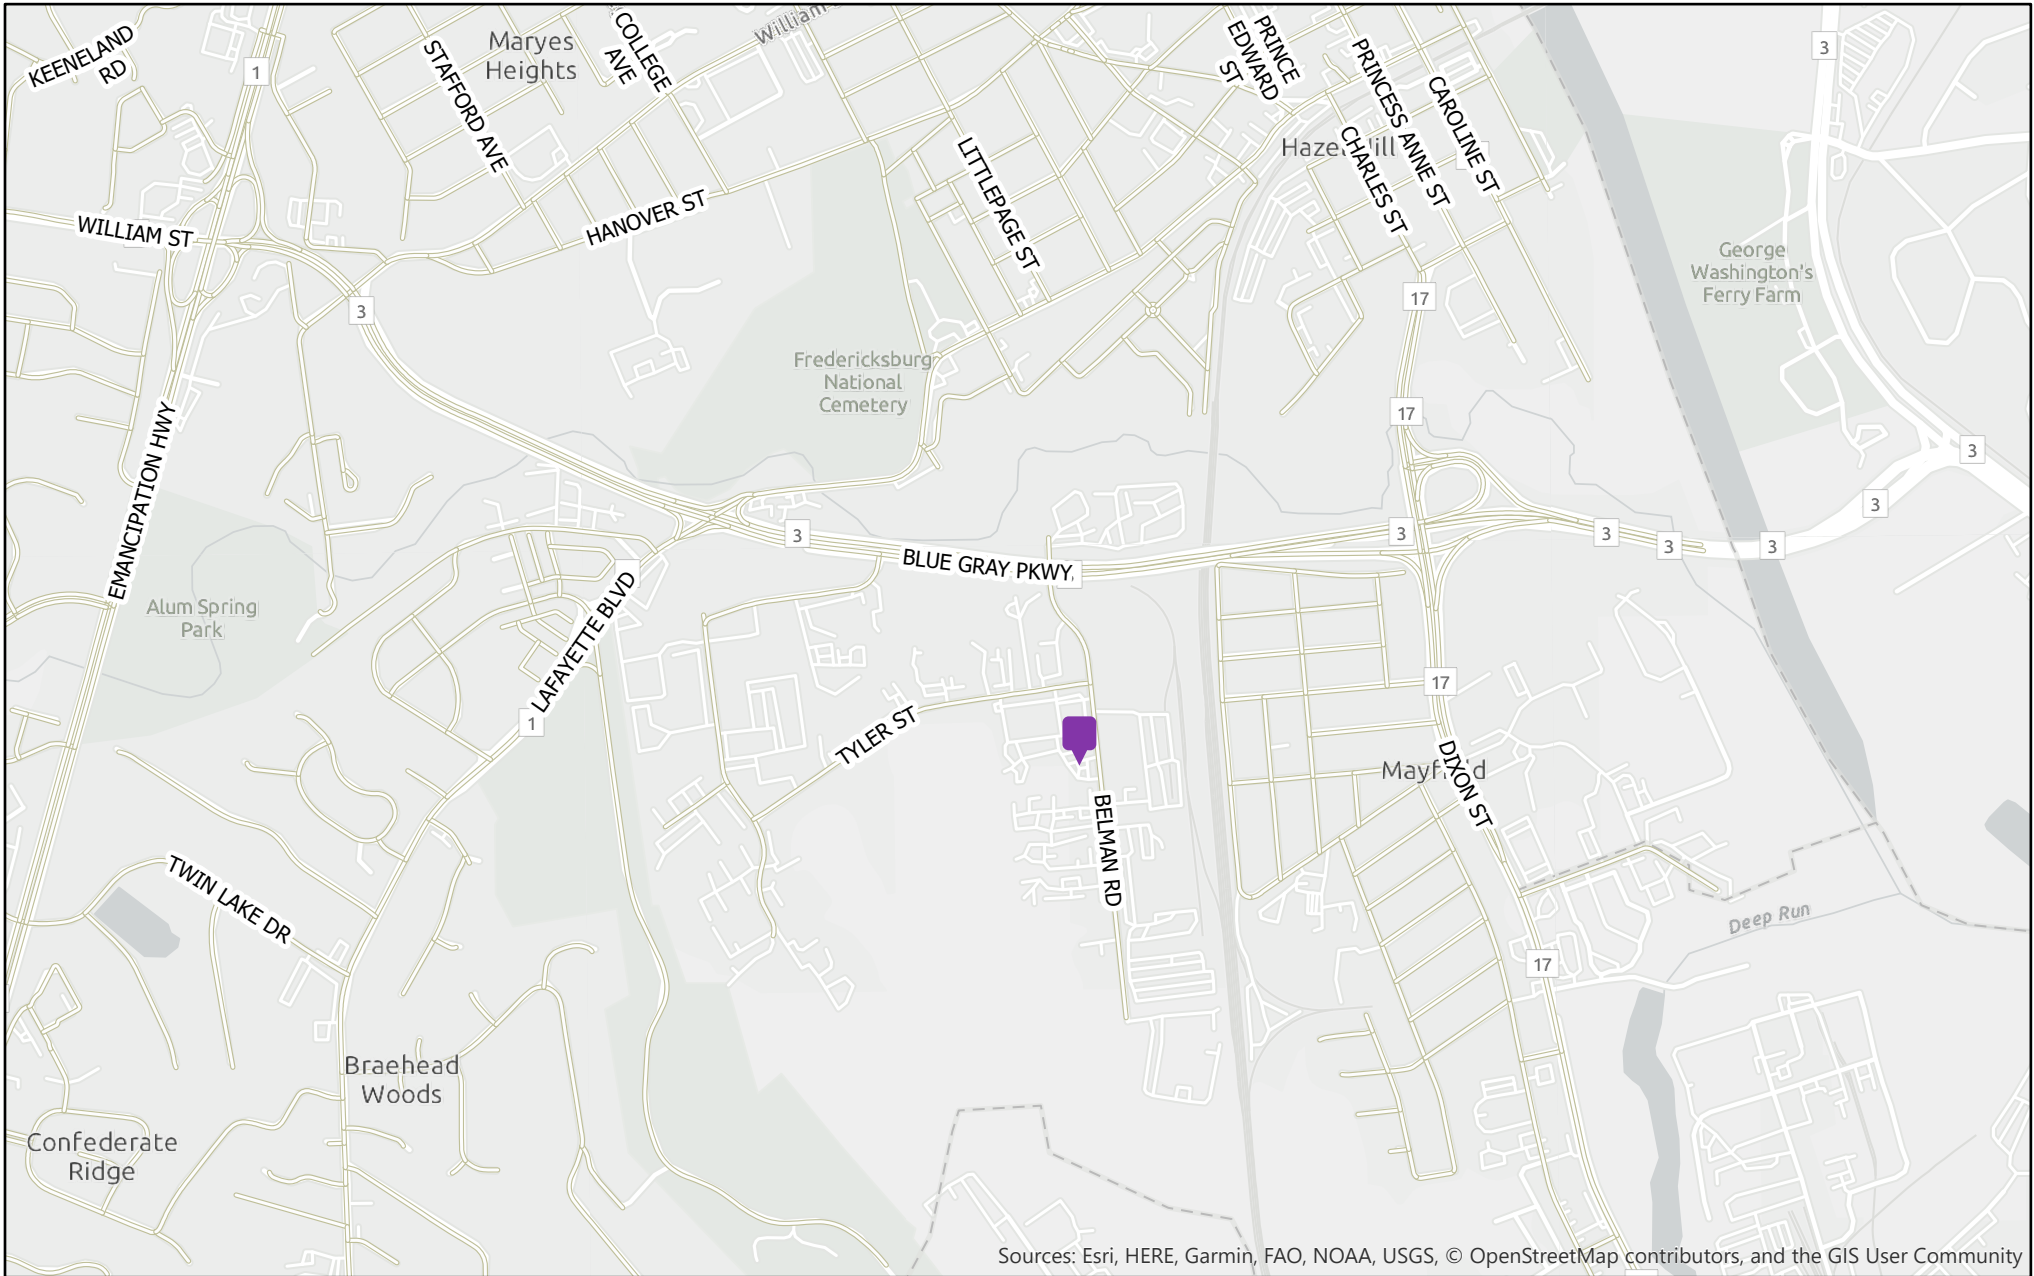 KEENELAND
RD
1
STAFFORD AVE
Maryes
Heights
COLLEGE
AVE
William
PRINCE
EDWARD
ST
PRINCESS ANNE ST
CAROLINE ST
CHARLES ST
3
WILLIAM ST
HANOVER ST
LITTLEPAGE ST
George
Washington's
Ferry Farm
3
17
Fredericksburg
National
Cemetery
17
EMANCIPATION HWY
3
3
3
BLUE GRAY PKWY
3
3
3
3
Alum Spring
Park
LAFAYETTE BLVD
1
17
TYLER ST
DIXON ST
BELMAN RD
TWIN LAKE DR
Deep Run
17
Braehead
Woods
Confederate
Ridge
Sources: Esri, HERE, Garmin, FAO, NOAA, USGS, © OpenStreetMap contributors, and the GIS User Community